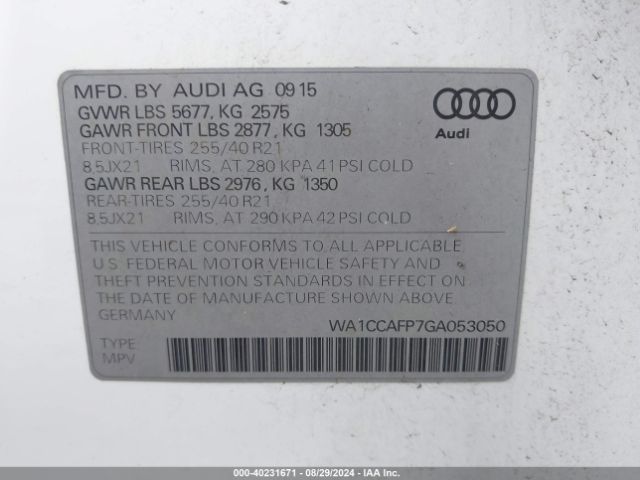 MFD. BY AUDI AG 0915
GVWR LBS 5677, KG 2575
GAWR FRONT LBS 2877, KG 1305
FRONT-TIRES 255/40 R21
8.5JX21 RIMS, AT 280 KPA 41 PSI COLD
GAWR REAR LBS 2976, KG 1350
REAR-TIRES 255/40 R21
8.5JX21 RIMS, AT 290 KPA 42 PSI COLD
Audi
THIS VEHICLE CONFORMS TO ALL APPLICABLE
U.S. FEDERAL MOTOR VEHICLE SAFETY AND
THEFT PREVENTION STANDARDS IN EFFECT ON
THE DATE OF MANUFACTURE SHOWN ABOVE
GERMANY
WA1CCAFP7GA053050
TYPE
MPV
000-40231671 - 08/29/2024 - iaai.com